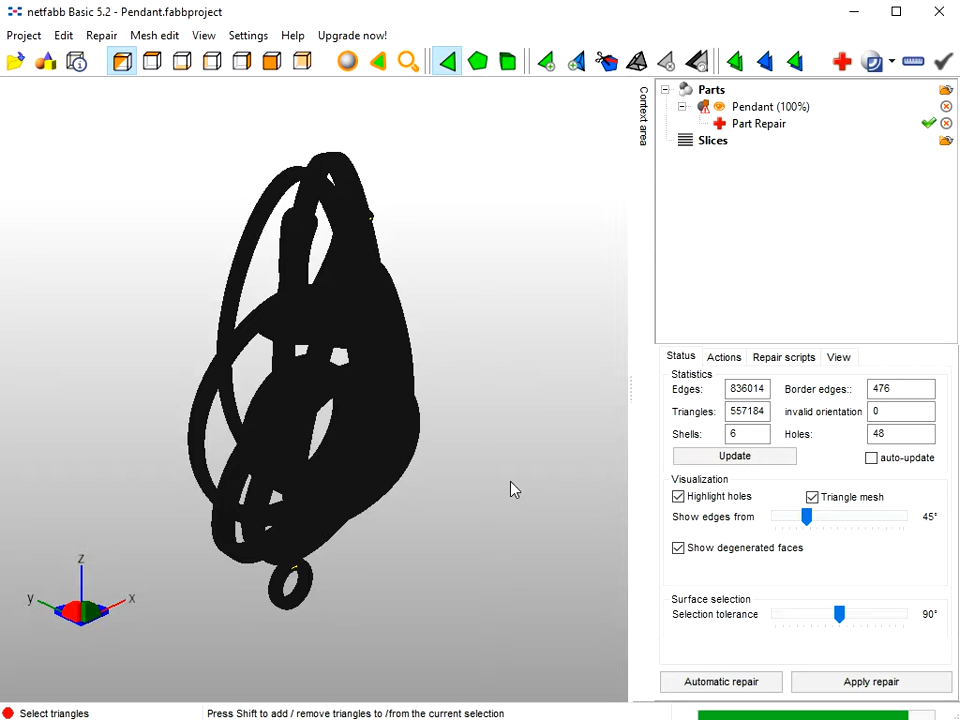 netfabb Basic 5.2 - Pendant.fabbproject
Project Edit Repair Mesh edit View Settings Help Upgrade now!
Context area
Parts
Pendant (100%)
Part Repair
Slices
Status Actions Repair scripts View
Statistics
Edges: 836014 Border edges:: 476
Triangles: 557184 invalid orientation 0
Shells: 6 Holes: 48
Update auto-update
Visualization
Highlight holes Triangle mesh
Show edges from 45°
Show degenerated faces
Surface selection
Selection tolerance 90°
Automatic repair Apply repair
z
y x
Select triangles Press Shift to add / remove triangles to /from the current selection